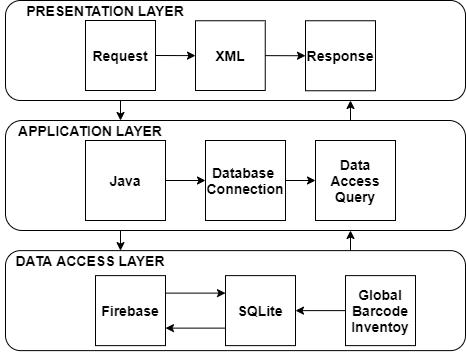 PRESENTATION LAYER
Request
XML
Response
APPLICATION LAYER
Java
Database
Connection
Data
Access
Query
DATA ACCESS LAYER
Firebase
SQLite
Global
Barcode
Inventoy